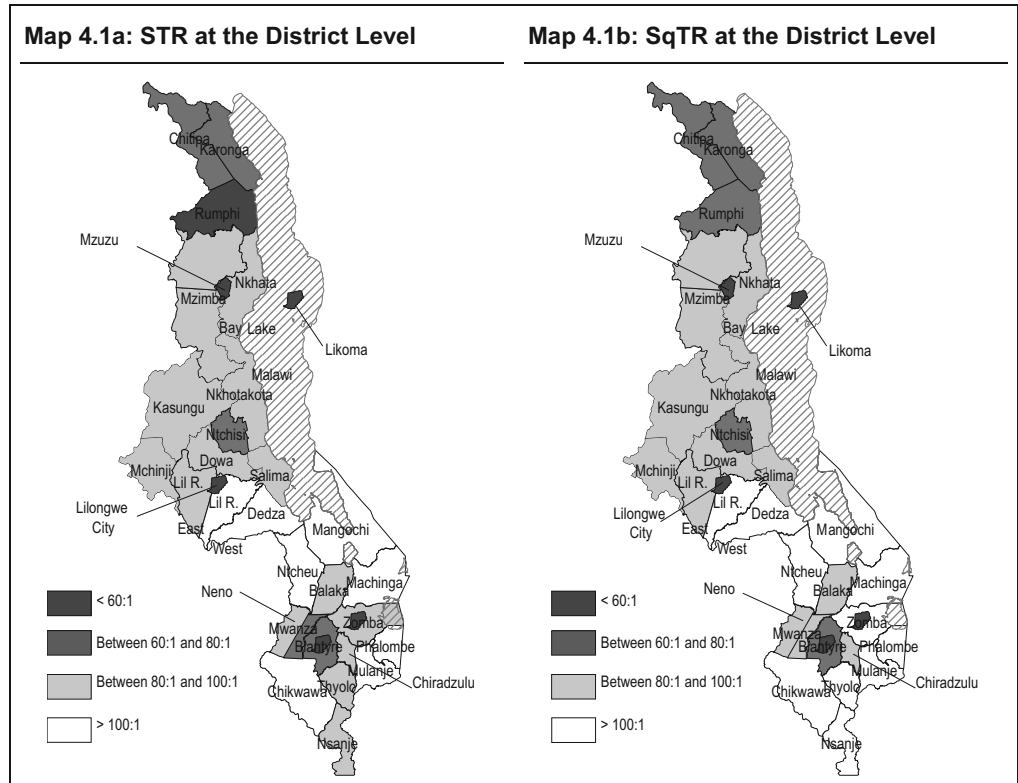 Map 4.1a: STR at the District Level
Chitipa
Karonga
Rumphi
Mzuzu
Nkhata
Mzimba
Bay Lake
Likoma
Malawi
Nkhotakota
Kasungu
Ntchisi
Dowa
Mchinji
Salima
Lil R.
Lilongwe
City
Lil R.
Dedza
East
Mangochi
West
Ntcheu
Machinga
Balaka
Neno
Zomba
Mwanza
Blantyre
Phalombe
Mulanje
Chiradzulu
Thyolo
Chikwawa
Nsanje
< 60:1
Between 60:1 and 80:1
Between 80:1 and 100:1
> 100:1
Map 4.1b: SqTR at the District Level
Chitipa
Karonga
Rumphi
Mzuzu
Nkhata
Mzimba
Bay Lake
Likoma
Malawi
Nkhotakota
Kasungu
Ntchisi
Dowa
Mchinji
Salima
Lil R.
Lilongwe
City
Lil R.
Dedza
East
Mangochi
West
Ntcheu
Machinga
Balaka
Neno
Zomba
Mwanza
Blantyre
Phalombe
Mulanje
Chiradzulu
Thyolo
Chikwawa
Nsanje
< 60:1
Between 60:1 and 80:1
Between 80:1 and 100:1
> 100:1